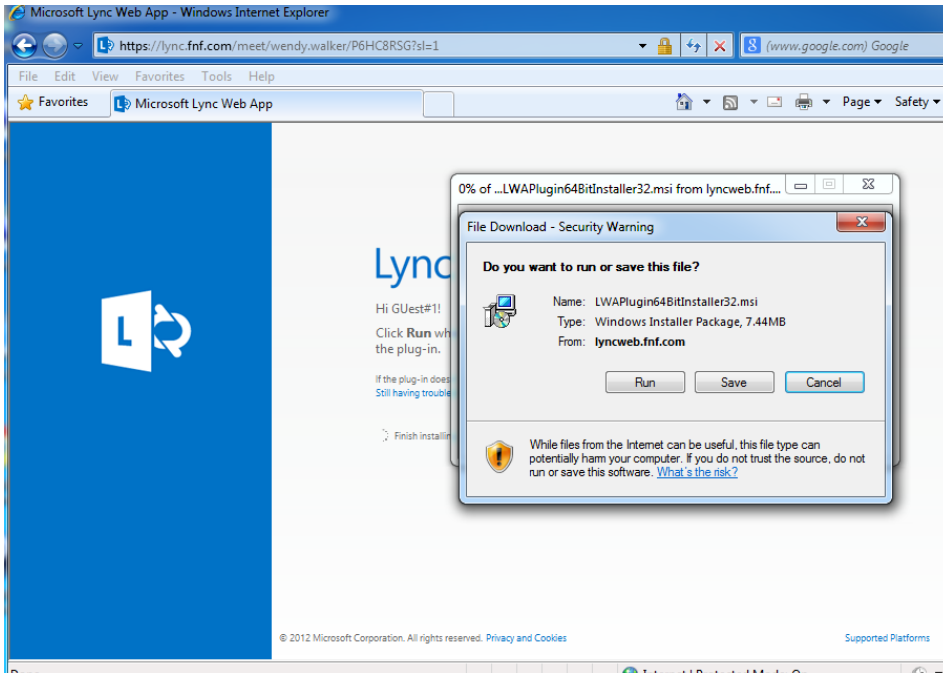 Microsoft Lync Web App - Windows Internet Explorer
https://lync.fnf.com/meet/wendy.walker/P6HC8RSG?sl=1
(www.google.com) Google
File Edit View Favorites Tools Help
Favorites
Microsoft Lync Web App
Page Safety
0% of ...LWAPlugin64BitInstaller32.msi from lyncweb.fnf....
File Download - Security Warning
Do you want to run or save this file?
Name: LWAPlugin64BitInstaller32.msi
Type: Windows Installer Package, 7.44MB
From: lyncweb.fnf.com
Run Save Cancel
While files from the Internet can be useful, this file type can
potentially harm your computer. If you do not trust the source, do not
run or save this software. What's the risk?
Lync
Hi GUest#1!
Click Run wh
the plug-in.
If the plug-in does
Still having trouble
Finish installin
L
© 2012 Microsoft Corporation. All rights reserved. Privacy and Cookies
Supported Platforms